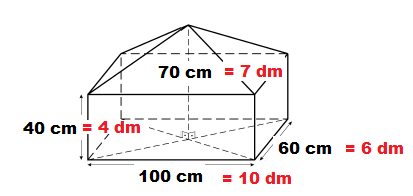 70 cm = 7 dm
40 cm = 4 dm
60 cm = 6 dm
100 cm = 10 dm